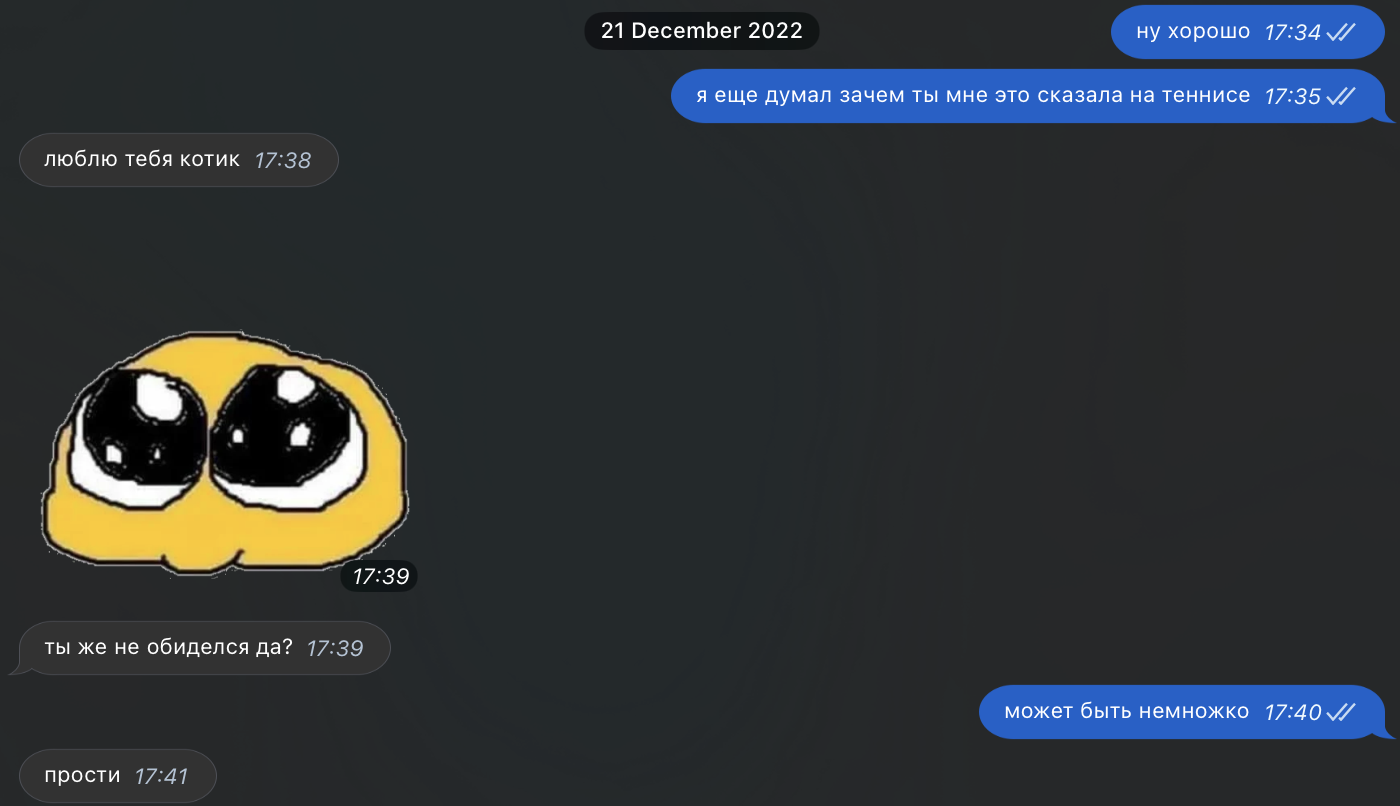 21 December 2022
ну хорошо 17:34
я еще думал зачем ты мне это сказала на теннисе 17:35
люблю тебя котик 17:38
17:39
ты же не обиделся да? 17:39
может быть немножко 17:40
прости 17:41